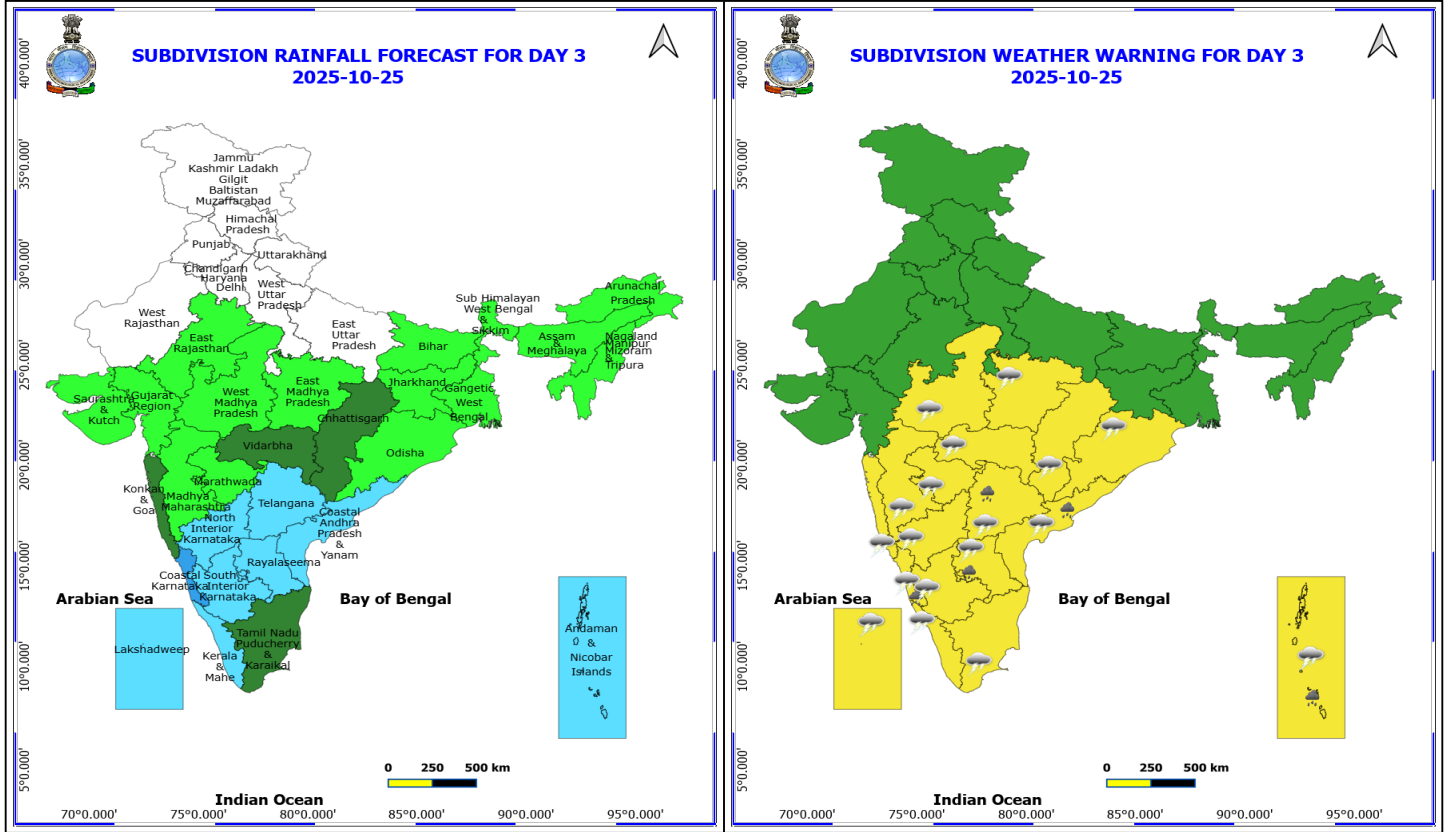 SUBDIVISION RAINFALL FORECAST FOR DAY 3
2025-10-25
40°0.000'
35°0.000'
30°0.000'
25°0.000'
20°0.000'
15°0.000'
10°0.000'
5°0.000'
Jammu
Kashmir Ladakh
Gilgit
Baltistan
Muzaffarabad
Himachal
Pradesh
Punjab
Uttarakhand
Chandigarh
Haryana
Delhi
West
Uttar
Pradesh
West
Rajasthan
East
Uttar
Pradesh
East
Rajasthan
Bihar
Sub Himalayan
West Bengal
&
Sikkim
Arunachal
Pradesh
Assam
&
Meghalaya
Nagaland
Manipur
Mizoram
&
Tripura
Saurashtra
&
Kutch
Gujarat
Region
West
Madhya
Pradesh
East
Madhya
Pradesh
Jharkhand
Gangetic
West
Bengal
Chhattisgarh
Vidarbha
Odisha
Konkan
&
Goa
Madhya
Maharashtra
Marathwada
Telangana
North
Interior
Karnataka
Coastal
Andhra
Pradesh
&
Yanam
Rayalaseema
Coastal
Karnataka
South
Interior
Karnataka
Arabian Sea
Bay of Bengal
Lakshadweep
Kerala
&
Mahe
Tamil Nadu
Puducherry
&
Karaikal
Andaman
&
Nicobar
Islands
0 250 500 km
Indian Ocean
70°0.000' 75°0.000' 80°0.000' 85°0.000' 90°0.000' 95°0.000'
SUBDIVISION WEATHER WARNING FOR DAY 3
2025-10-25
40°0.000'
35°0.000'
30°0.000'
25°0.000'
20°0.000'
15°0.000'
10°0.000'
5°0.000'
Arabian Sea
Bay of Bengal
0 250 500 km
Indian Ocean
70°0.000' 75°0.000' 80°0.000' 85°0.000' 90°0.000' 95°0.000'